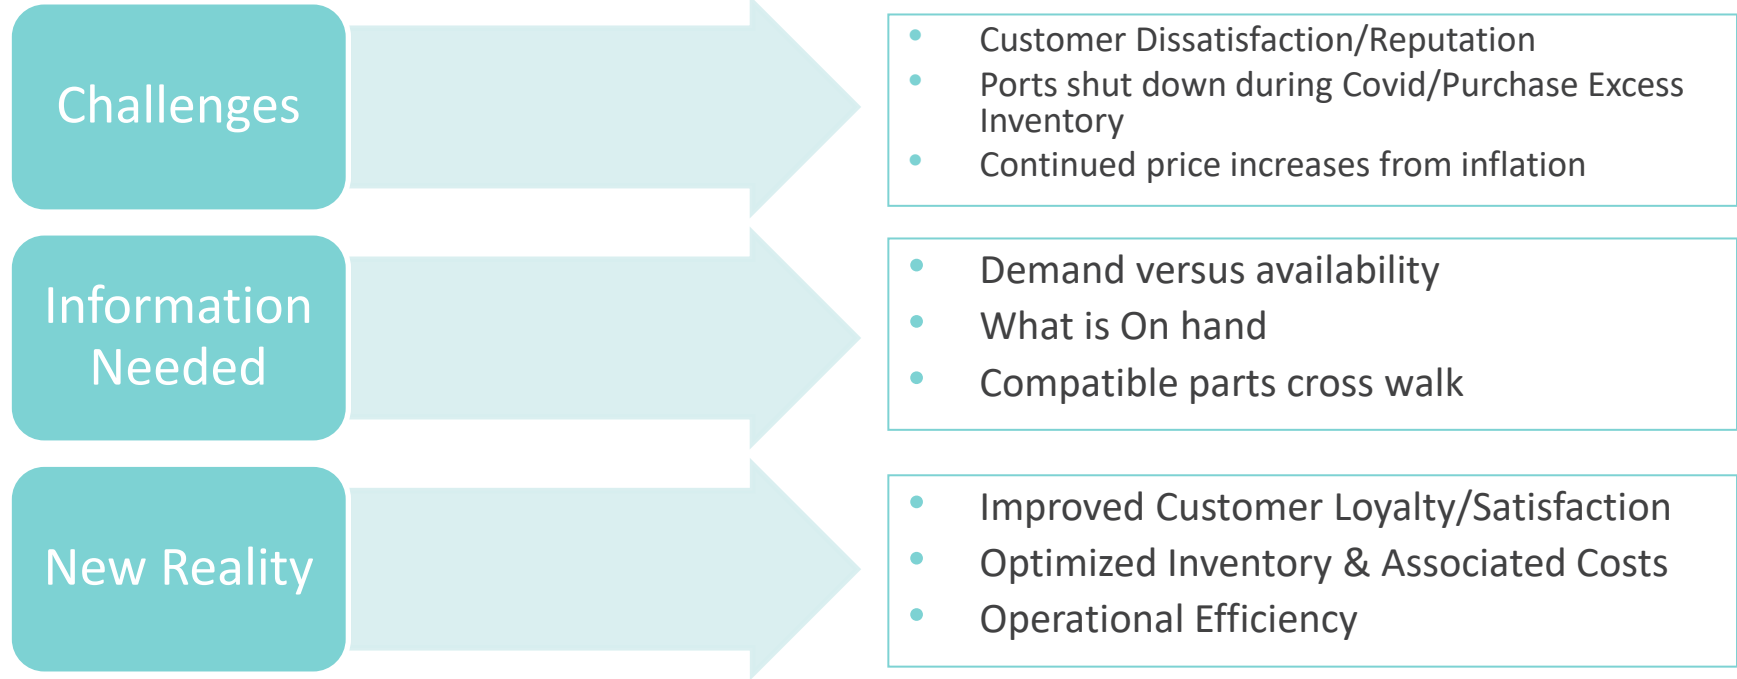 Challenges
• Customer Dissatisfaction/Reputation
• Ports shut down during Covid/Purchase Excess
Inventory
• Continued price increases from inflation
Information
Needed
• Demand versus availability
• What is On hand
• Compatible parts cross walk
New Reality
• Improved Customer Loyalty/Satisfaction
• Optimized Inventory & Associated Costs
• Operational Efficiency